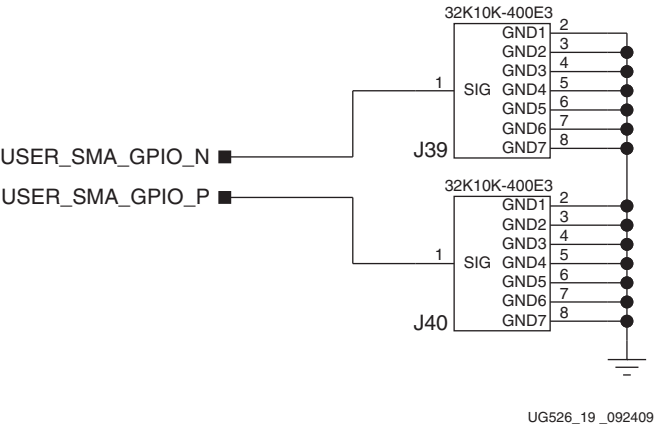 32K10K-400E3
GND1 2
GND2 3
GND3 4
1 SIG GND4 5
GND5 6
GND6 7
J39 GND7 8
USER_SMA_GPIO_N
USER_SMA_GPIO_P
32K10K-400E3
GND1 2
GND2 3
GND3 4
1 SIG GND4 5
GND5 6
GND6 7
J40 GND7 8
UG526_19 _092409